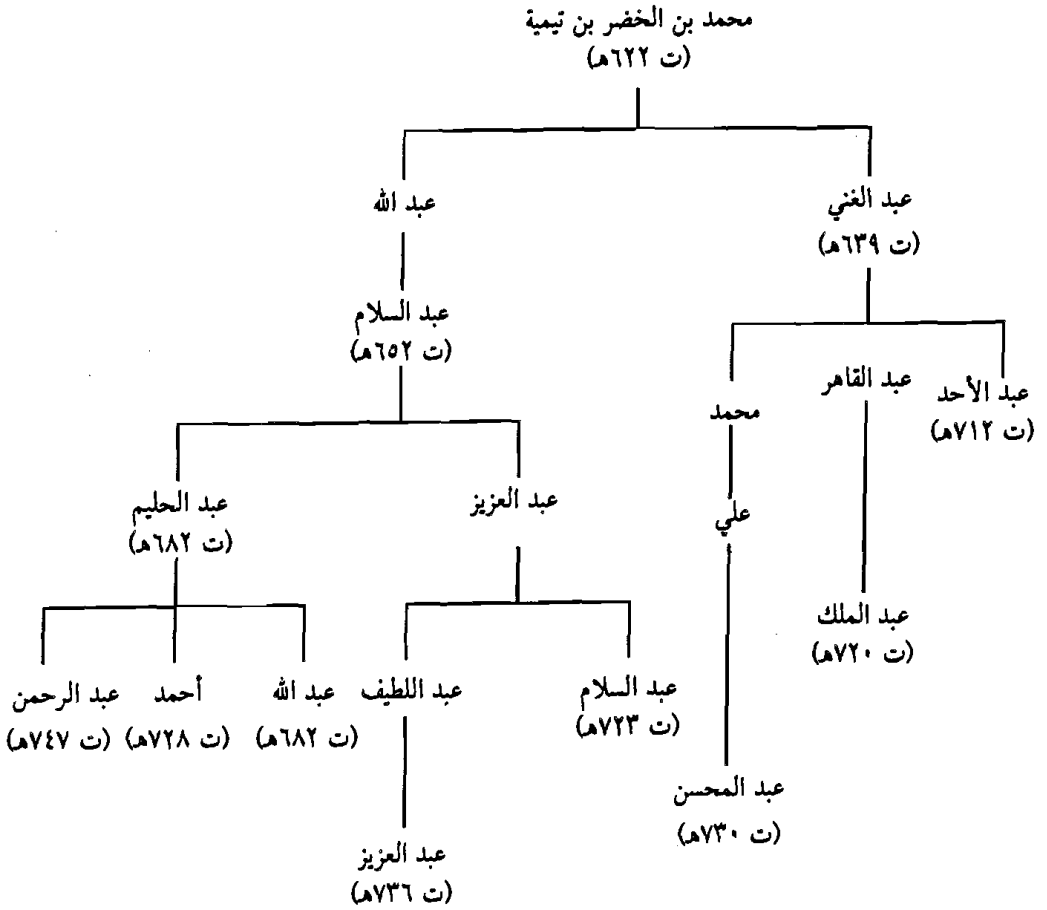 محمد بن الخضر بن تيمية
(ت ٦٢٢هـ)
عبد الغني
(ت ٦٣٩هـ)
عبد الله
عبد السلام
(ت ٦٥٢هـ)
عبد الأحد
(ت ٧١٢هـ)
عبد القاهر
محمد
علي
عبد العزيز
عبد الحليم
(ت ٦٨٢هـ)
عبد الملك
(ت ٧٢٠هـ)
عبد السلام
(ت ٧٢٣هـ)
عبد اللطيف
عبد الله
(ت ٦٨٢هـ)
أحمد
(ت ٧٢٨هـ)
عبد الرحمن
(ت ٧٤٧هـ)
عبد المحسن
(ت ٧٣٠هـ)
عبد العزيز
(ت ٧٣٦هـ)